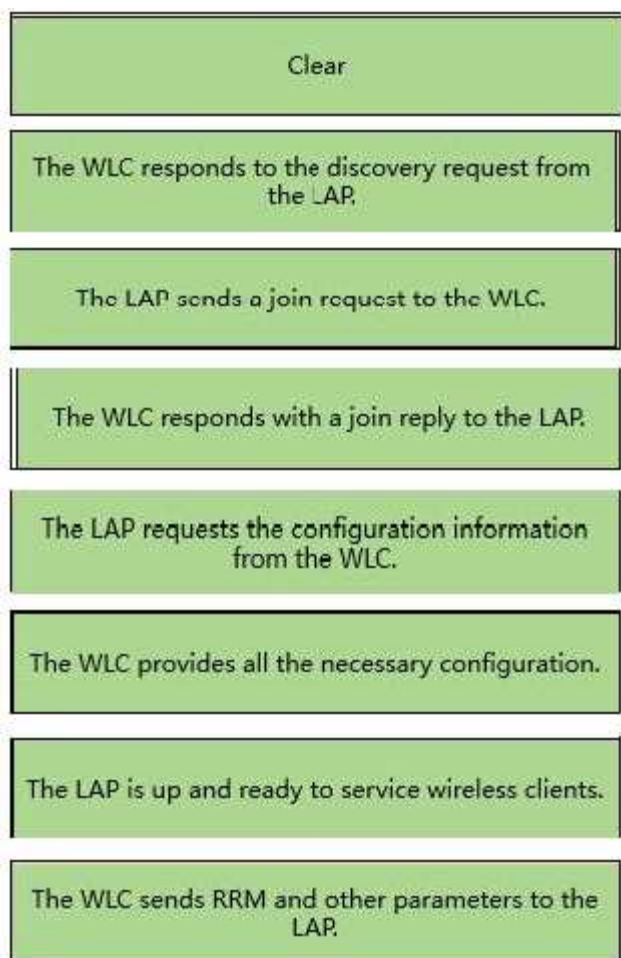 Clear
The WLC responds to the discovery request from
the LAP.
The LAP sends a join request to the WLC.
The WLC responds with a join reply to the LAP.
The LAP requests the configuration information
from the WLC.
The WLC provides all the necessary configuration.
The LAP is up and ready to service wireless clients.
The WLC sends RRM and other parameters to the
LAP.